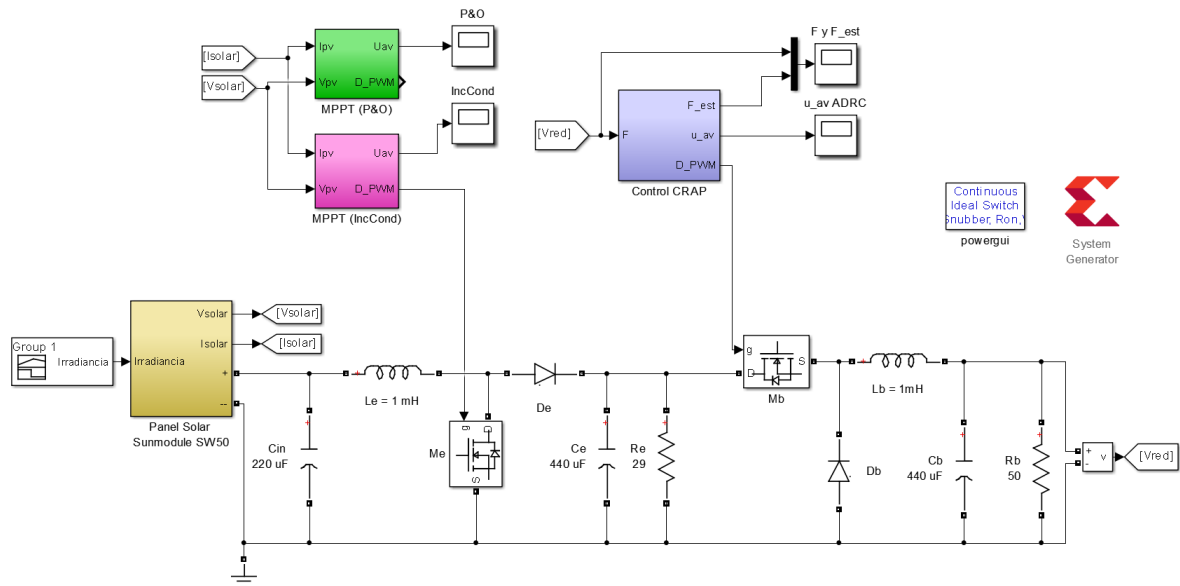 P&O
F y F_est
[Isolar]
Ipv
Uav
[Vsolar]
Vpv
D_PWM
MPPT (P&O)
IncCond
F_est
u_av ADRC
[Vred]
F
u_av
Ipv
Uav
D_PWM
Vpv
D_PWM
Control CRAP
MPPT (IncCond)
Continuous
Ideal Switch
Snubber, Ron,V
powergui
System
Generator
Vsolar
[Vsolar]
Group 1
Isolar
[Isolar]
Irradiancia
Irradiancia
+
--
g
D
S
Mb
Le = 1 mH
De
Lb = 1mH
Panel Solar
Sunmodule SW50
Cin
220 uF
Me
g
D
S
Ce
440 uF
Re
29
Db
Cb
440 uF
Rb
50
+
-
v
[Vred]